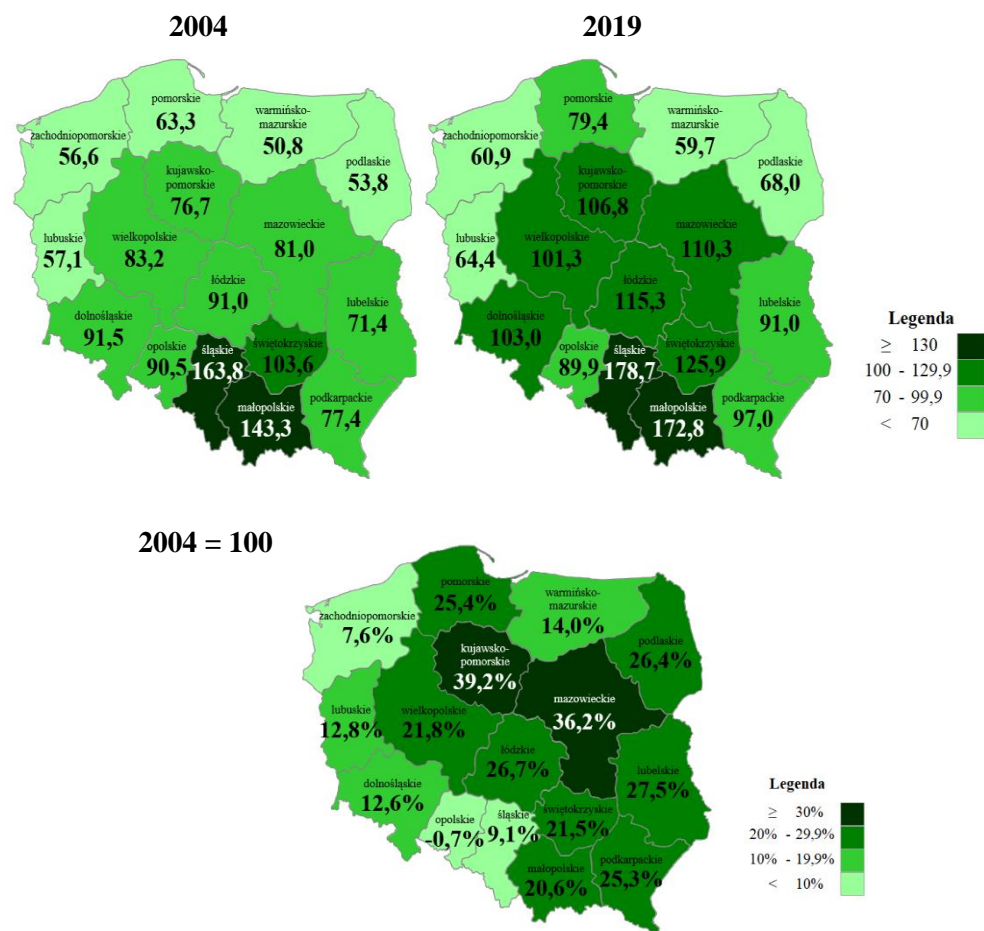 2004
pomorskie
63,3
warmińsko-
mazurskie
50,8
zachodniopomorskie
56,6
podlaskie
53,8
kujawsko-
pomorskie
76,7
mazowieckie
81,0
lubuskie
57,1
wielkopolskie
83,2
łódzkie
91,0
lubelskie
71,4
dolnośląskie
91,5
opolskie
90,5
śląskie
163,8
świętokrzyskie
103,6
małopolskie
143,3
podkarpackie
77,4
2019
pomorskie
79,4
warmińsko-
mazurskie
59,7
zachodniopomorskie
60,9
podlaskie
68,0
kujawsko-
pomorskie
106,8
mazowieckie
110,3
lubuskie
64,4
wielkopolskie
101,3
łódzkie
115,3
lubelskie
91,0
dolnośląskie
103,0
opolskie
89,9
śląskie
178,7
świętokrzyskie
125,9
małopolskie
172,8
podkarpackie
97,0
Legenda
≥ 130
100 - 129,9
70 - 99,9
< 70
2004 = 100
pomorskie
25,4%
warmińsko-
mazurskie
14,0%
zachodniopomorskie
7,6%
podlaskie
26,4%
kujawsko-
pomorskie
39,2%
mazowieckie
36,2%
lubuskie
12,8%
wielkopolskie
21,8%
łódzkie
26,7%
lubelskie
27,5%
dolnośląskie
12,6%
opolskie
-0,7%
śląskie
9,1%
świętokrzyskie
21,5%
małopolskie
20,6%
podkarpackie
25,3%
Legenda
≥ 30%
20% - 29,9%
10% - 19,9%
< 10%